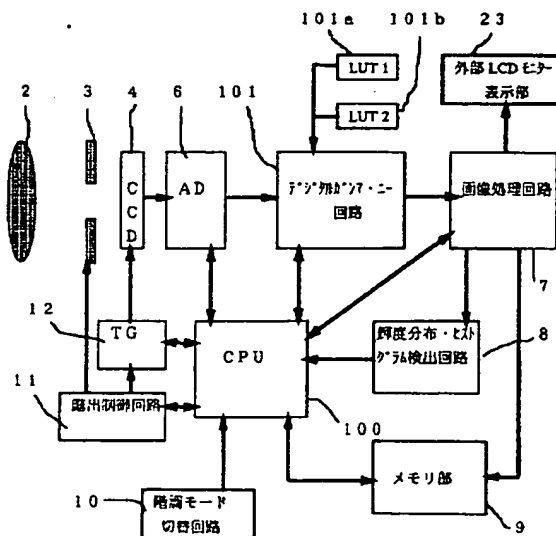 101a
101b
23
LUT 1
LUT 2
外部LCDモニター
表示部
2
3
4
6
101
C
C
D
AD
デジタルガンマ・ニー
回路
画像処理回路
7
12
TG
CPU
輝度分布・ヒスト
グラム検出回路
8
11
露出制御回路
100
10
階調モード
切替回路
メモリ部
9